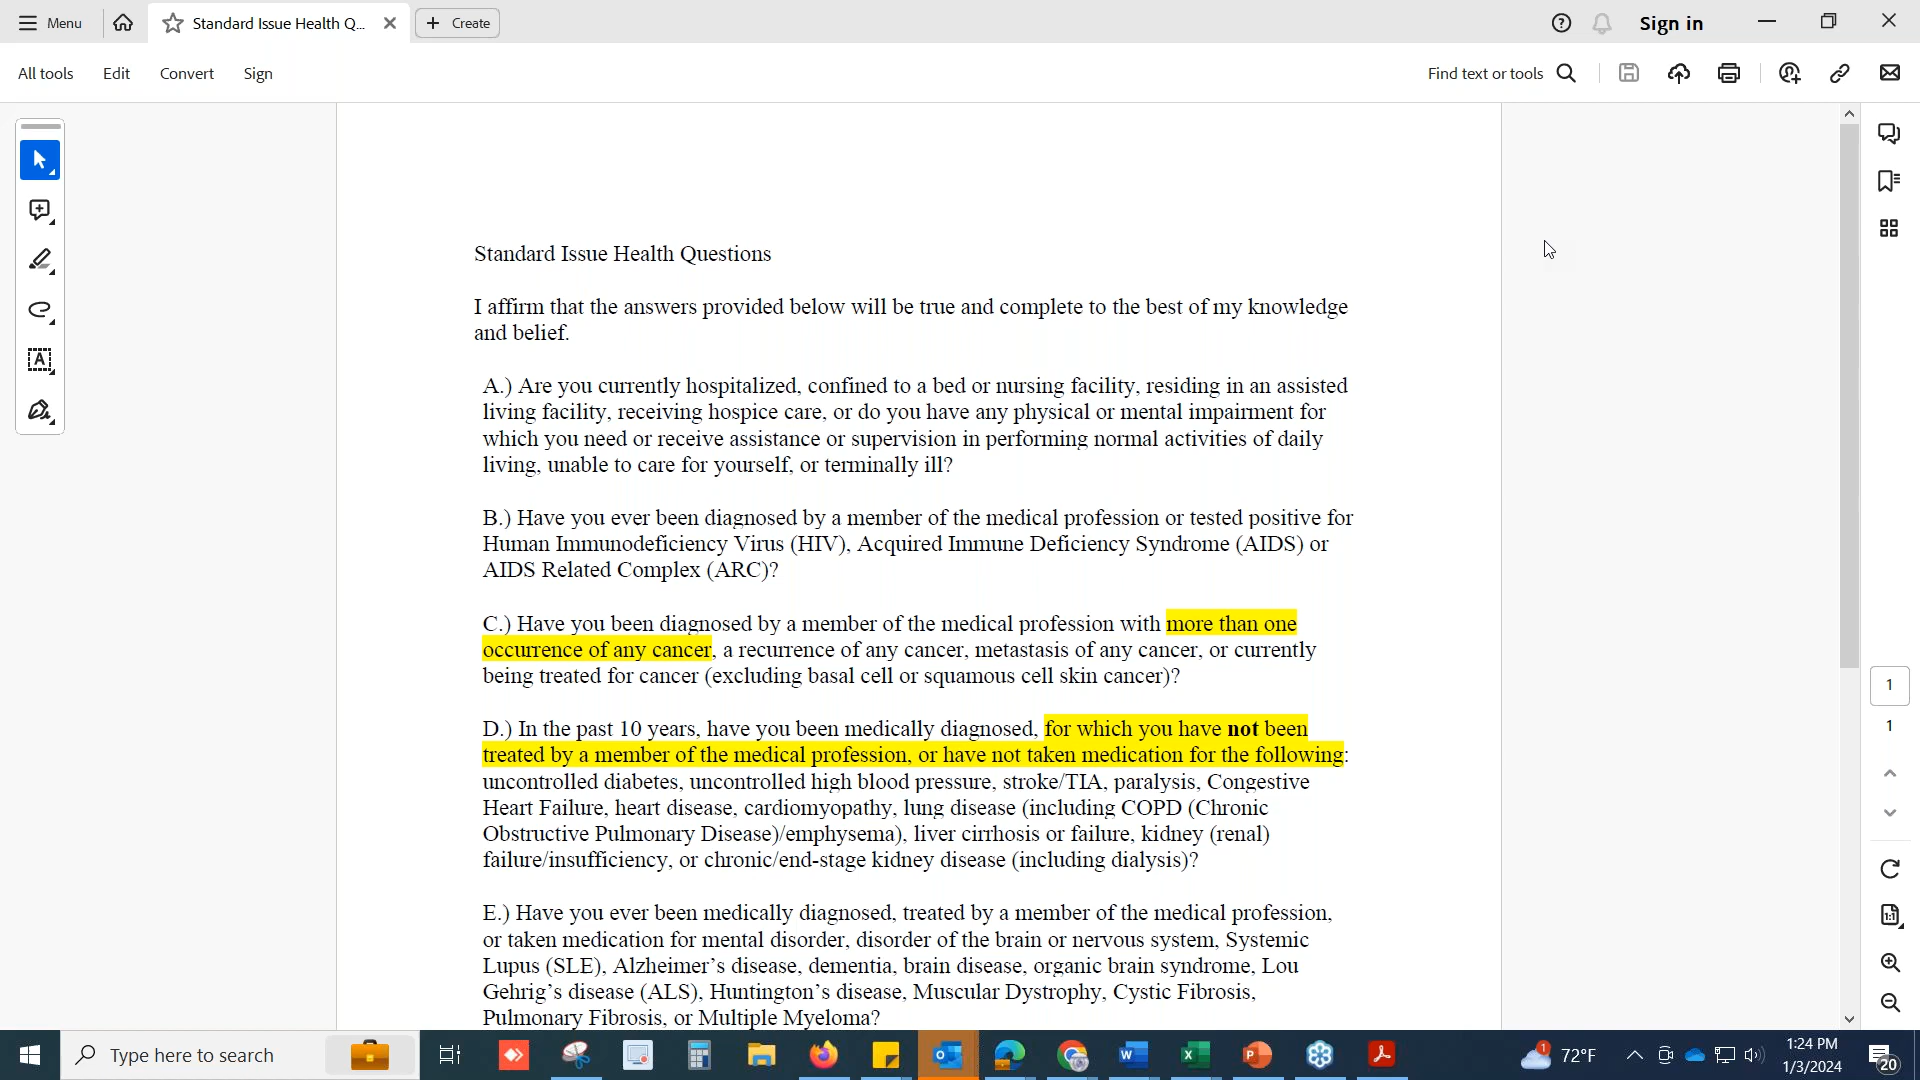 Menu
Standard Issue Health Q...
Create
Sign in
All tools
Edit
Convert
Sign
Find text or tools
Standard Issue Health Questions
I affirm that the answers provided below will be true and complete to the best of my knowledge
and belief.
A.) Are you currently hospitalized, confined to a bed or nursing facility, residing in an assisted
living facility, receiving hospice care, or do you have any physical or mental impairment for
which you need or receive assistance or supervision in performing normal activities of daily
living, unable to care for yourself, or terminally ill?
B.) Have you ever been diagnosed by a member of the medical profession or tested positive for
Human Immunodeficiency Virus (HIV), Acquired Immune Deficiency Syndrome (AIDS) or
AIDS Related Complex (ARC)?
C.) Have you been diagnosed by a member of the medical profession with more than one
occurrence of any cancer, a recurrence of any cancer, metastasis of any cancer, or currently
being treated for cancer (excluding basal cell or squamous cell skin cancer)?
D.) In the past 10 years, have you been medically diagnosed, for which you have not been
treated by a member of the medical profession, or have not taken medication for the following:
uncontrolled diabetes, uncontrolled high blood pressure, stroke/TIA, paralysis, Congestive
Heart Failure, heart disease, cardiomyopathy, lung disease (including COPD (Chronic
Obstructive Pulmonary Disease)/emphysema), liver cirrhosis or failure, kidney (renal)
failure/insufficiency, or chronic/end-stage kidney disease (including dialysis)?
E.) Have you ever been medically diagnosed, treated by a member of the medical profession,
or taken medication for mental disorder, disorder of the brain or nervous system, Systemic
Lupus (SLE), Alzheimer's disease, dementia, brain disease, organic brain syndrome, Lou
Gehrig's disease (ALS), Huntington's disease, Muscular Dystrophy, Cystic Fibrosis,
Pulmonary Fibrosis, or Multiple Myeloma?
1
1
Type here to search
72°F
1:24 PM
1/3/2024
20